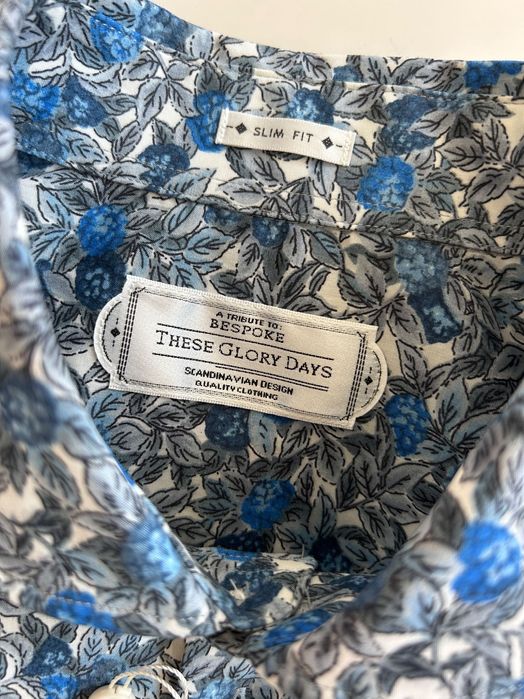 SLIM FIT
A TRIBUTE TO:
BESPOKE
THESE GLORY DAYS
SCANDINAVIAN DESIGN
QUALITY CLOTHING